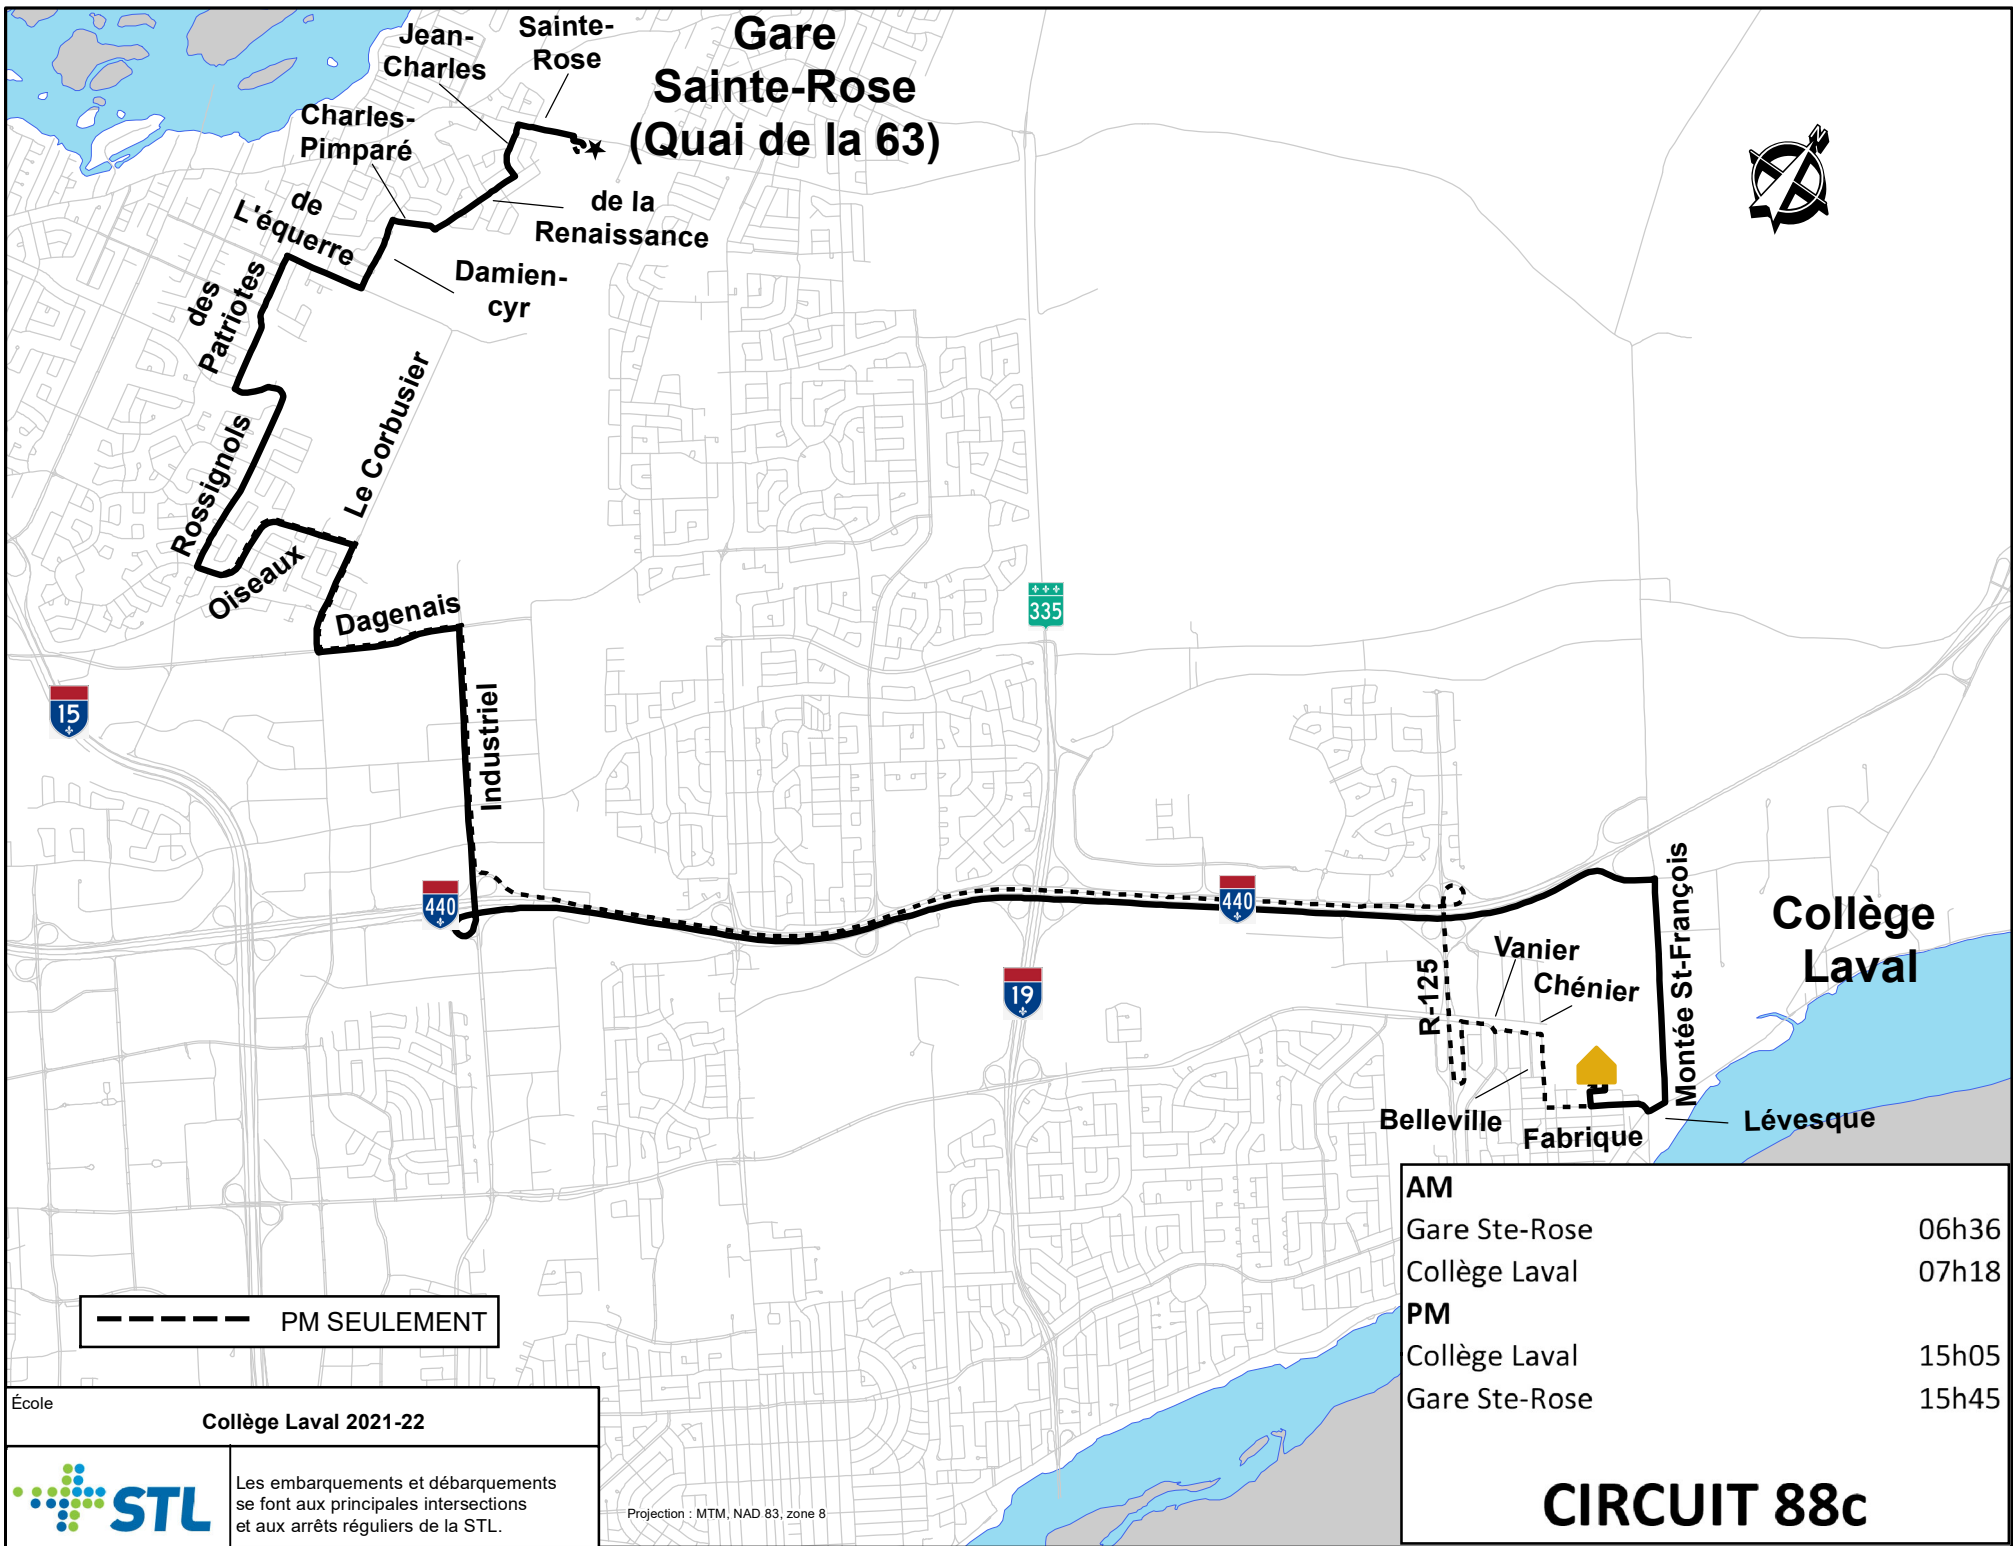 Gare
Sainte-Rose
(Quai de la 63)
Jean-
Charles
Sainte-
Rose
Charles-
Pimparé
de
L'équerre
de la
Renaissance
Damien-
cyr
des
Patriotes
Le Corbusier
Rossignols
Oiseaux
Dagenais
Industriel
15
335
440
440
19
R-125
Vanier
Chénier
Montée St-François
Collège
Laval
Belleville
Fabrique
Lévesque
N
PM SEULEMENT
AM
Gare Ste-Rose 06h36
Collège Laval 07h18
PM
Collège Laval 15h05
Gare Ste-Rose 15h45
CIRCUIT 88c
École
Collège Laval 2021-22
STL
Les embarquements et débarquements
se font aux principales intersections
et aux arrêts réguliers de la STL.
Projection : MTM, NAD 83, zone 8